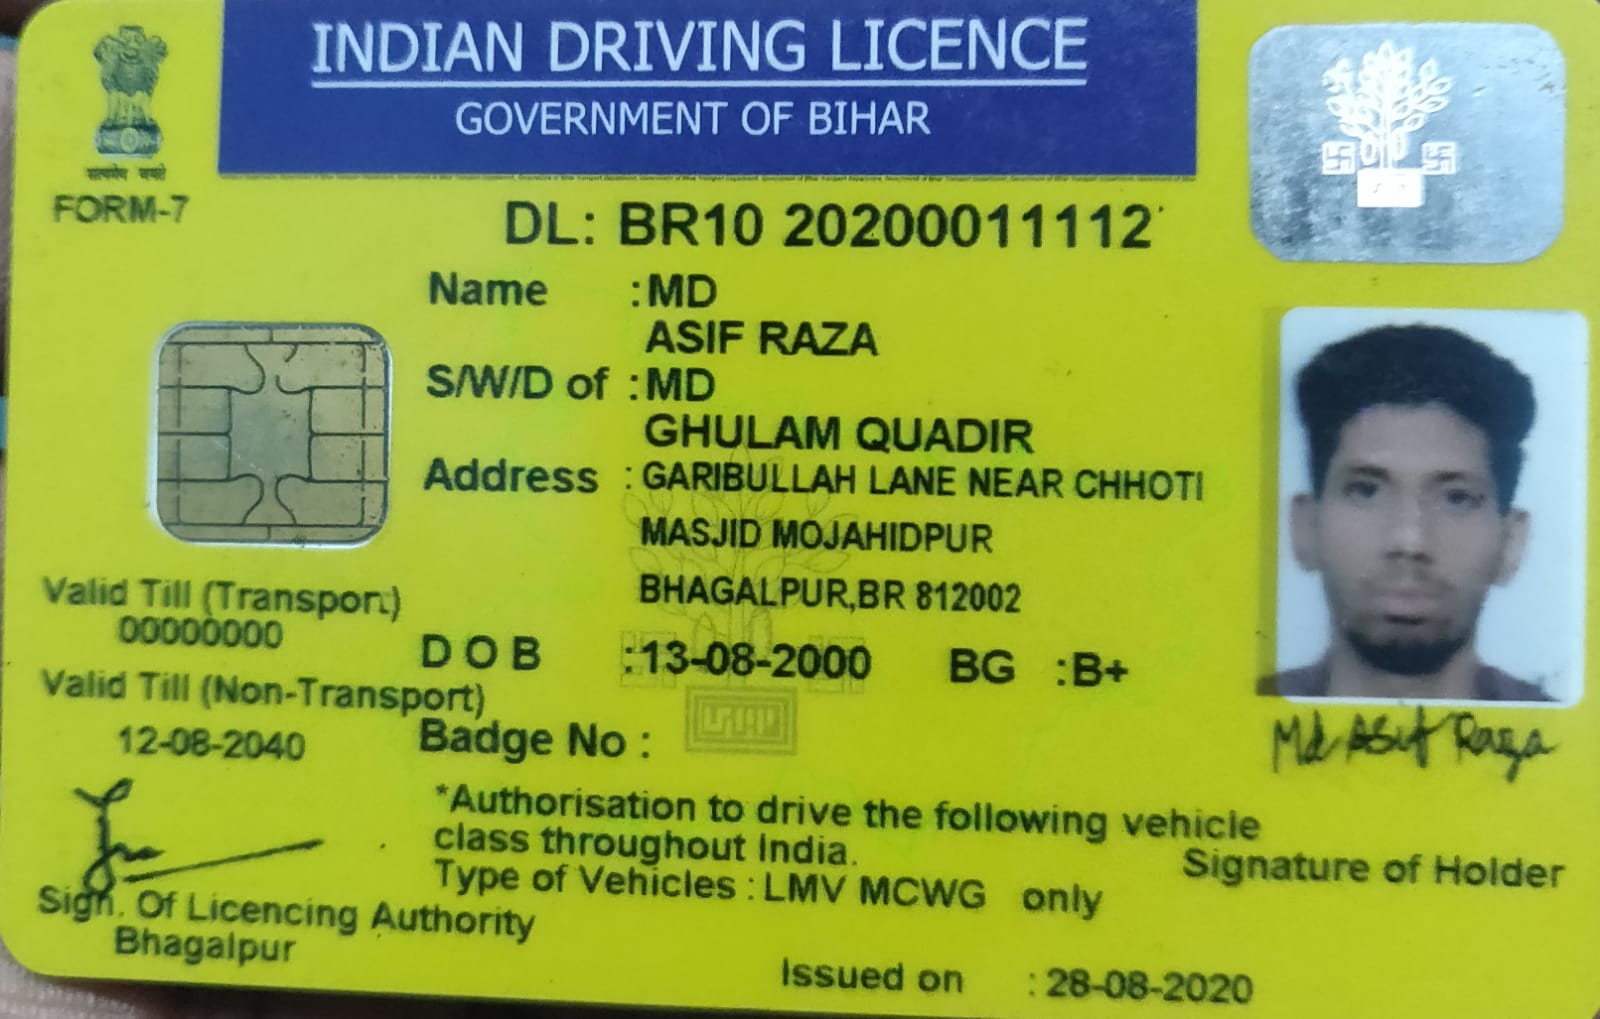 INDIAN DRIVING LICENCE
GOVERNMENT OF BIHAR
सत्यमेव जयते
FORM-7
DL: BR10 20200011112
Name :MD
ASIF RAZA
S/W/D of :MD
GHULAM QUADIR
Address : GARIBULLAH LANE NEAR CHHOTI
MASJID MOJAHIDPUR
BHAGALPUR,BR 812002
Valid Till (Transport)
00000000
D O B :13-08-2000 BG :B+
Valid Till (Non-Transport)
12-08-2040
Badge No :
Md Asif Raza
*Authorisation to drive the following vehicle
class throughout India.
Signature of Holder
Type of Vehicles : LMV MCWG only
Sign. Of Licencing Authority
Bhagalpur
Issued on : 28-08-2020